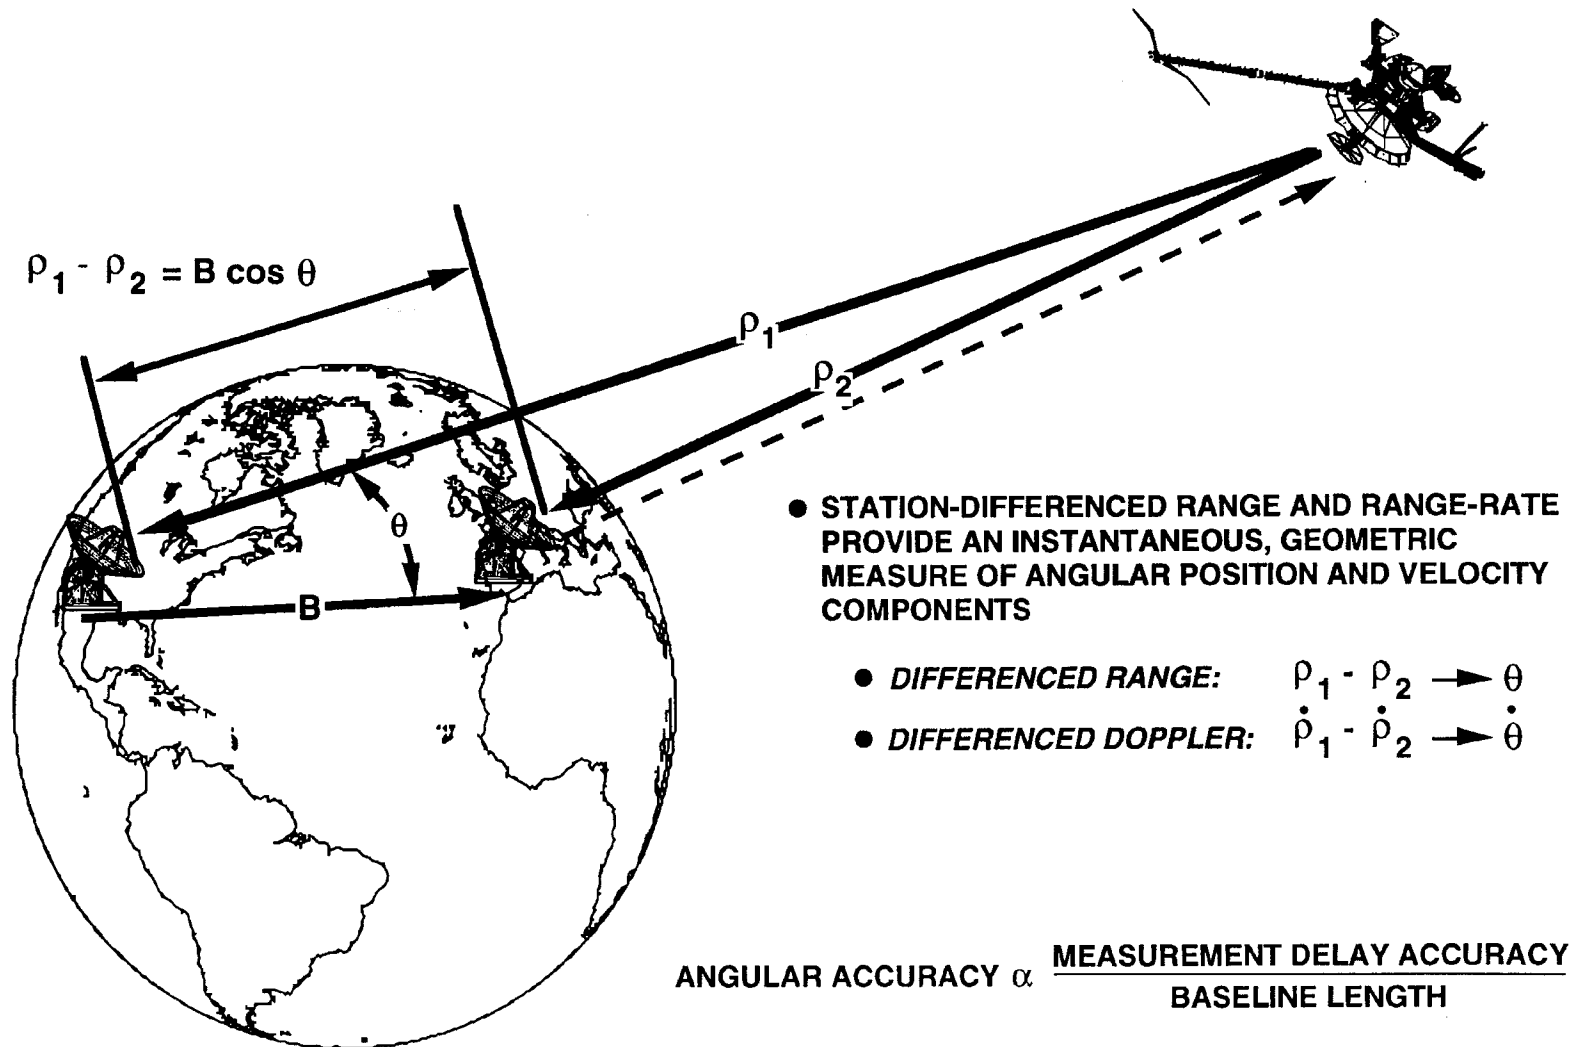 ρ₁ - ρ₂ = B cos θ
ρ₁
ρ₂
θ
B
● STATION-DIFFERENCED RANGE AND RANGE-RATE
PROVIDE AN INSTANTANEOUS, GEOMETRIC
MEASURE OF ANGULAR POSITION AND VELOCITY
COMPONENTS
● DIFFERENCED RANGE: ρ₁ - ρ₂ → θ
● DIFFERENCED DOPPLER: ρ̇₁ - ρ̇₂ → θ̇
MEASUREMENT DELAY ACCURACY
ANGULAR ACCURACY α
BASELINE LENGTH